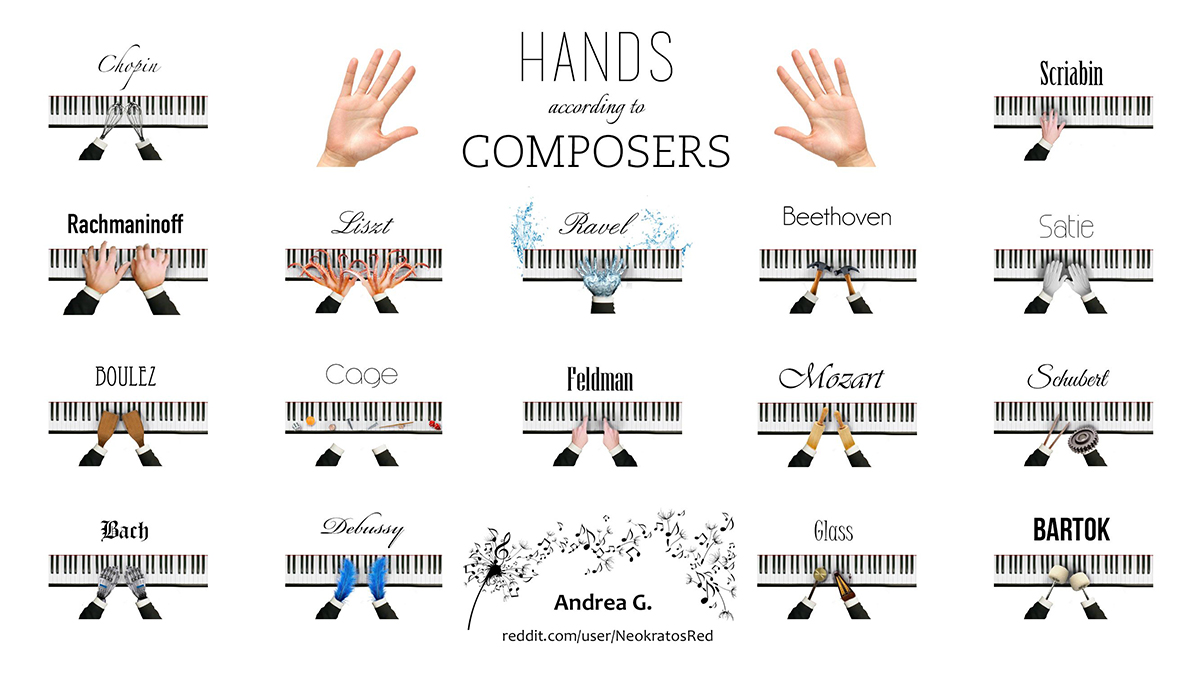 HANDS
according to
COMPOSERS
Chopin
Scriabin
Rachmaninoff
Liszt
Ravel
Beethoven
Satie
BOULEZ
Cage
Feldman
Mozart
Schubert
Bach
Debussy
Glass
BARTOK
Andrea G.
reddit.com/user/NeokratosRed